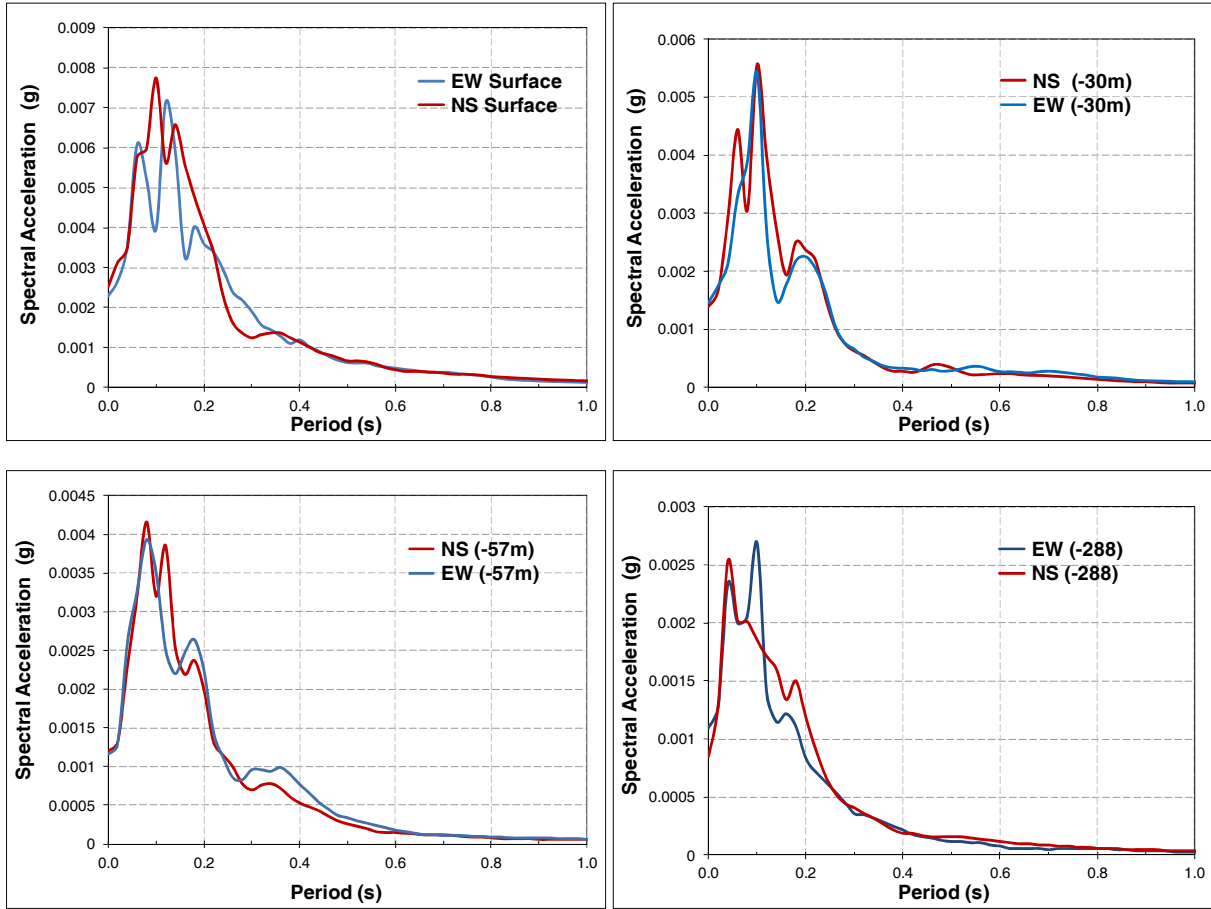 0.009
0.008
0.007
0.006
0.005
0.004
0.003
0.002
0.001
0
Spectral Acceleration (g)
EW Surface
NS Surface
0.0 0.2 0.4 0.6 0.8 1.0
Period (s)
0.006
0.005
0.004
0.003
0.002
0.001
0
Spectral Acceleration (g)
NS (-30m)
EW (-30m)
0.0 0.2 0.4 0.6 0.8 1.0
Period (s)
0.0045
0.004
0.0035
0.003
0.0025
0.002
0.0015
0.001
0.0005
0
Spectral Acceleration (g)
NS (-57m)
EW (-57m)
0.0 0.2 0.4 0.6 0.8 1.0
Period (s)
0.003
0.0025
0.002
0.0015
0.001
0.0005
0
Spectral Acceleration (g)
EW (-288)
NS (-288)
0.0 0.2 0.4 0.6 0.8 1.0
Period (s)